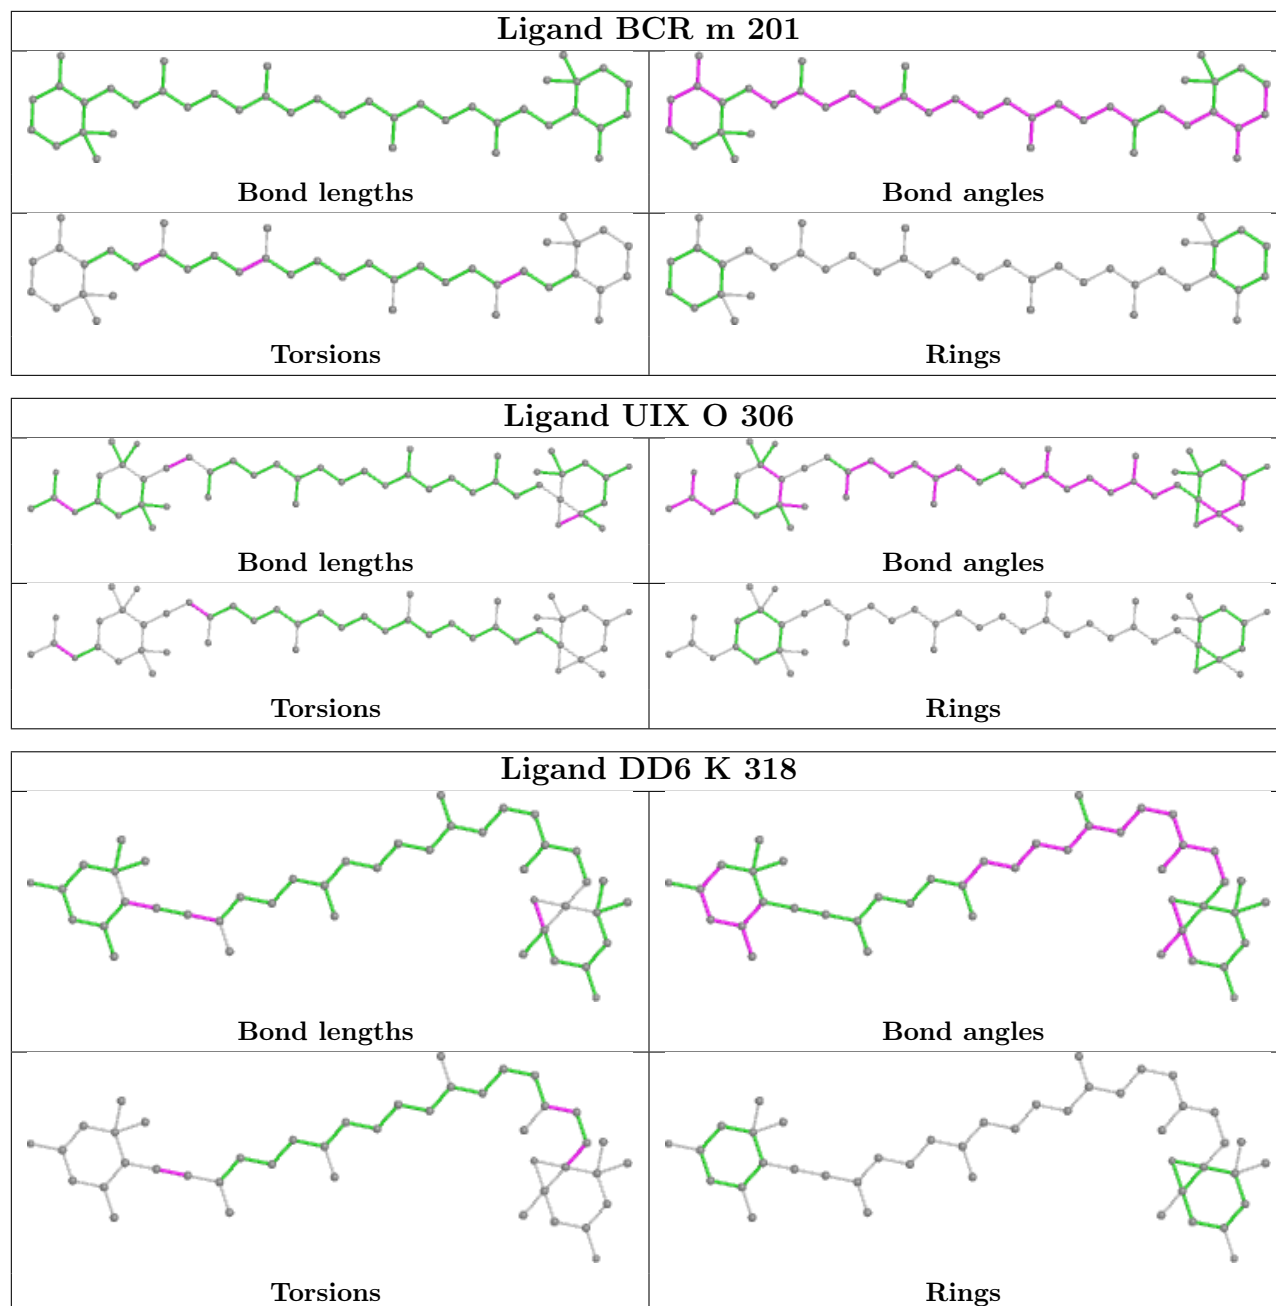 Ligand BCR m 201
Bond lengths
Bond angles
Torsions
Rings
Ligand UIX O 306
Bond lengths
Bond angles
Torsions
Rings
Ligand DD6 K 318
Bond lengths
Bond angles
Torsions
Rings